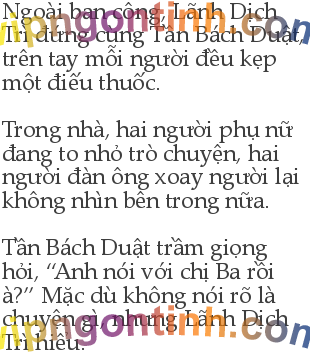 Ngoài ban công, Lãnh Dịch
Trì đứng cùng Tần Bách Duật,
trên tay mỗi người đều kẹp
một điếu thuốc.
Trong nhà, hai người phụ nữ
đang to nhỏ trò chuyện, hai
người đàn ông xoay người lại
không nhìn bên trong nữa.
Tần Bách Duật trầm giọng
hỏi, “Anh nói với chị Ba rồi
à?” Mặc dù không nói rõ là
chuyện gì, nhưng Lãnh Dịch
Trì hiểu.
vipngontinh.com
vipngontinh.com